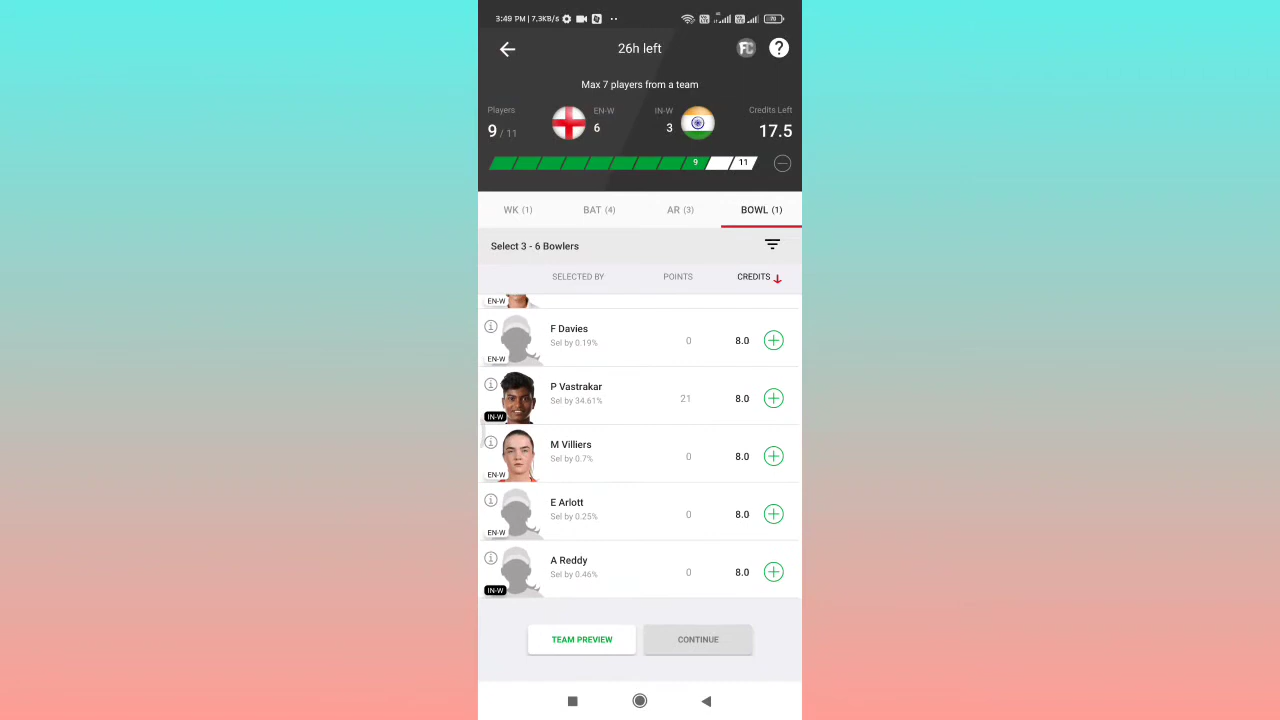 3:49 PM | 7.3KB/s
26h left
FC
?
Max 7 players from a team
Players
EN-W
IN-W
Credits Left
9 / 11
6
3
17.5
9
11
WK (1)
BAT (4)
AR (3)
BOWL (1)
Select 3 - 6 Bowlers
SELECTED BY
POINTS
CREDITS
EN-W
F Davies
Sel by 0.19%
0
8.0
EN-W
P Vastrakar
Sel by 34.61%
21
8.0
IN-W
M Villiers
Sel by 0.7%
0
8.0
EN-W
E Arlott
Sel by 0.25%
0
8.0
EN-W
A Reddy
Sel by 0.46%
0
8.0
IN-W
TEAM PREVIEW
CONTINUE